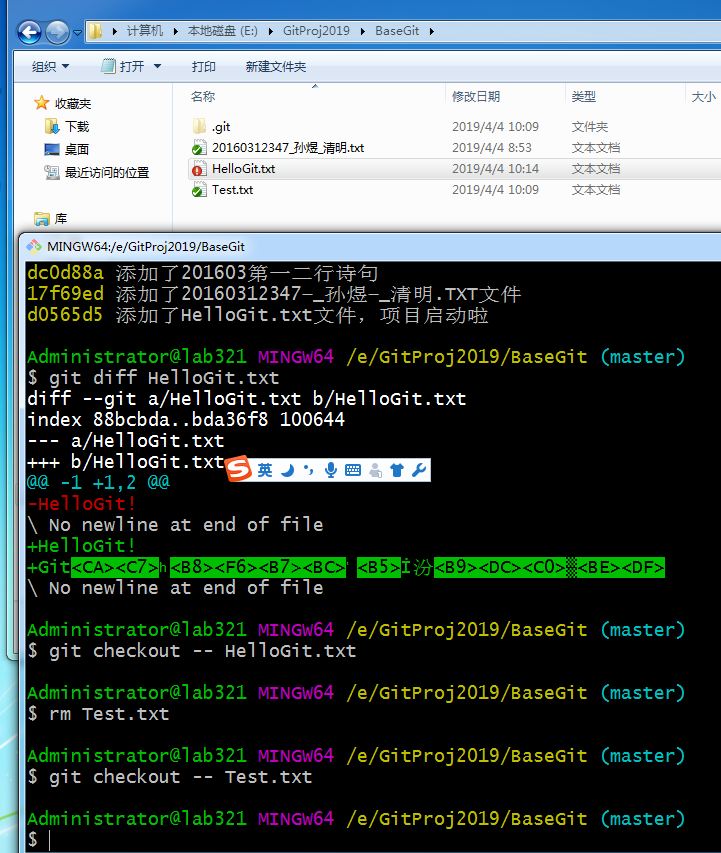 计算机 ▸ 本地磁盘 (E:) ▸ GitProj2019 ▸ BaseGit ▸
组织 打开 打印 新建文件夹
收藏夹
下载
桌面
最近访问的位置
库
名称 修改日期 类型 大小
.git 2019/4/4 10:09 文件夹
20160312347_孙煜_清明.txt 2019/4/4 8:53 文本文档
HelloGit.txt 2019/4/4 10:14 文本文档
Test.txt 2019/4/4 10:09 文本文档
MINGW64:/e/GitProj2019/BaseGit
dc0d88a 添加了201603第一二行诗句
17f69ed 添加了20160312347-_孙煜-_清明.TXT文件
d0565d5 添加了HelloGit.txt文件，项目启动啦
Administrator@lab321 MINGW64 /e/GitProj2019/BaseGit (master)
$ git diff HelloGit.txt
diff --git a/HelloGit.txt b/HelloGit.txt
index 88bcbda..bda36f8 100644
--- a/HelloGit.txt
+++ b/HelloGit.txt
英
@@ -1 +1,2 @@
-HelloGit!
\ No newline at end of file
+HelloGit!
+Git<CA><C7>һ<B8><F6><B7><BC>ʽ<B5>İ汾<B9><DC><C0><BE><DF>
\ No newline at end of file
Administrator@lab321 MINGW64 /e/GitProj2019/BaseGit (master)
$ git checkout -- HelloGit.txt
Administrator@lab321 MINGW64 /e/GitProj2019/BaseGit (master)
$ rm Test.txt
Administrator@lab321 MINGW64 /e/GitProj2019/BaseGit (master)
$ git checkout -- Test.txt
Administrator@lab321 MINGW64 /e/GitProj2019/BaseGit (master)
$